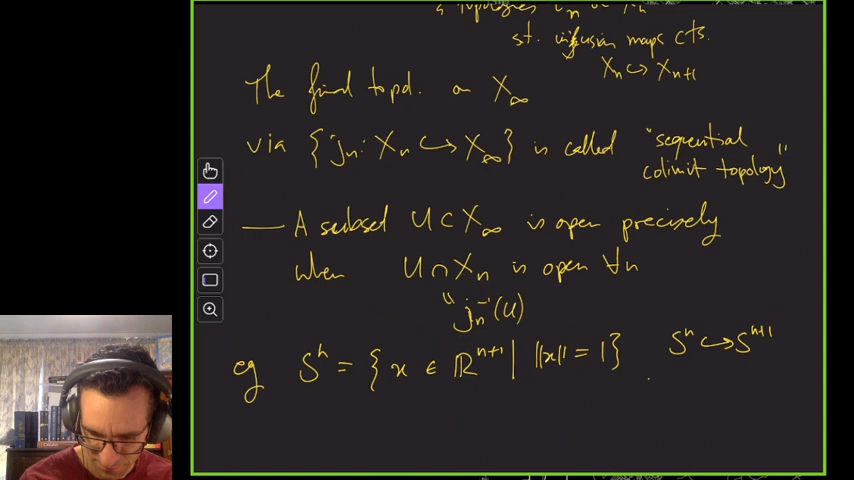 topologies
st. inclusion maps cts.
Xₙ ↪ Xₙ₊₁
The final topol. on X∞
via {jₙ: Xₙ ↪ X∞} is called "sequential colimit topology"
— A subset U ⊂ X∞ is open precisely
when U ∩ Xₙ is open ∀n
" jₙ⁻¹(U)
eg Sⁿ = {x ∈ ℝⁿ⁺¹ | ‖x‖ = 1} Sⁿ ↪ Sⁿ⁺¹